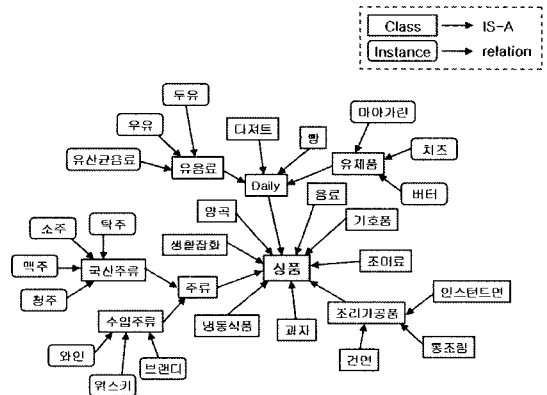 Class IS-A
Instance relation
두유
마아가린
우유
디져트
빵
치즈
유산균음료
유음료
유제품
Daily
버터
음료
양곡
기호품
탁주
소주
생활잡화
상품
조미료
맥주
국산주류
주류
인스턴트면
청주
수입주류
냉동식품
과자
조리가공품
건면
통조림
와인
위스키
브랜디